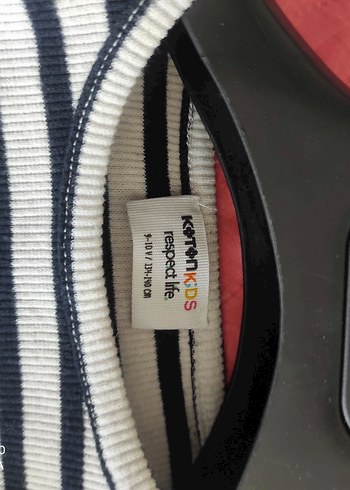 KOTON KiDS
respect life.
9-10 Y / 134-140 CM